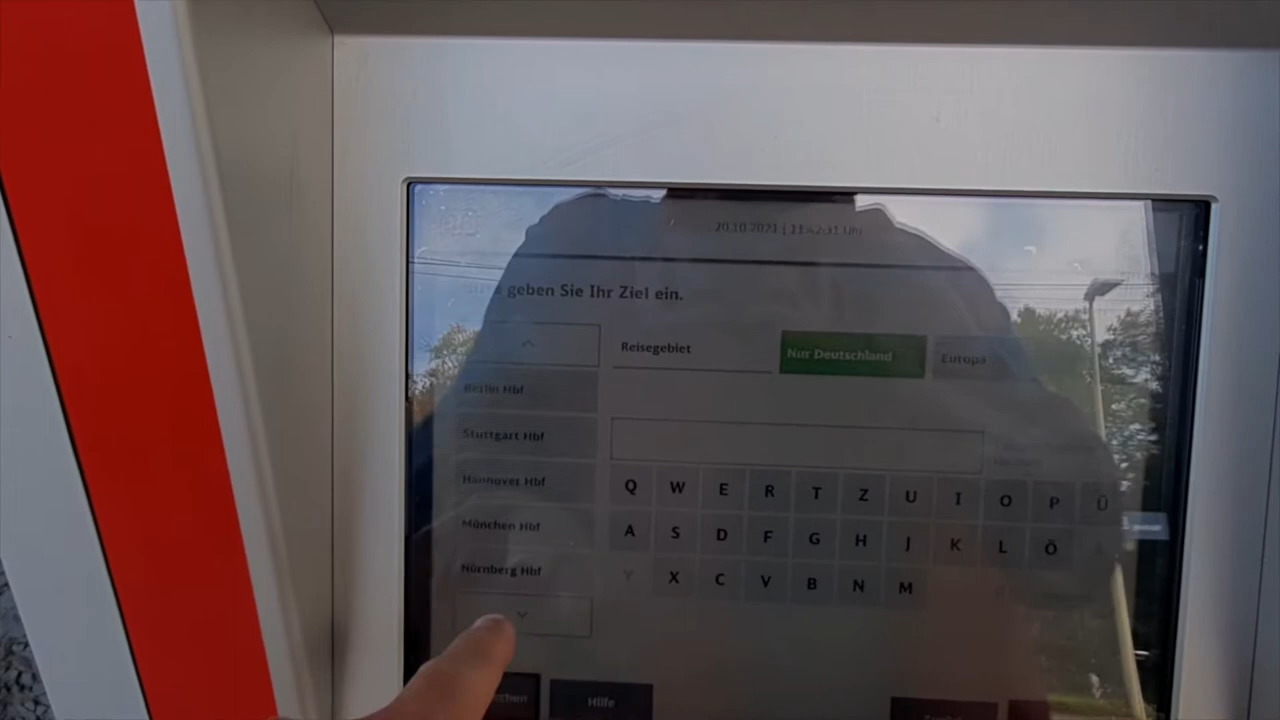 20.10.2021 | 11:42:31 Uhr
geben Sie Ihr Ziel ein.
Reisegebiet
Nur Deutschland
Europa
Berlin Hbf
Stuttgart Hbf
Hannover Hbf
München Hbf
Nürnberg Hbf
Q W E R T Z U I O P Ü
A S D F G H J K L Ö
Y X C V B N M
Hilfe